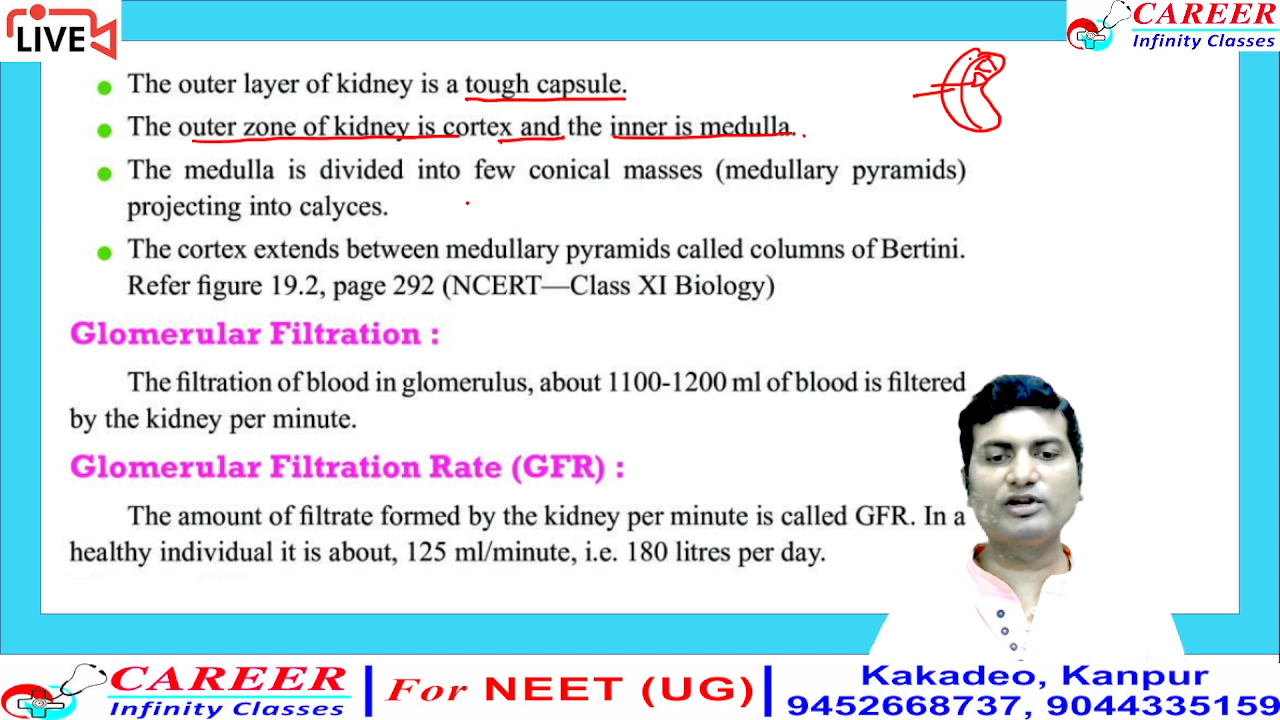 LIVE
CAREER
Infinity Classes
The outer layer of kidney is a tough capsule.
The outer zone of kidney is cortex and the inner is medulla.
The medulla is divided into few conical masses (medullary pyramids)
projecting into calyces.
The cortex extends between medullary pyramids called columns of Bertini.
Refer figure 19.2, page 292 (NCERT—Class XI Biology)
Glomerular Filtration :
The filtration of blood in glomerulus, about 1100-1200 ml of blood is filtered
by the kidney per minute.
Glomerular Filtration Rate (GFR) :
The amount of filtrate formed by the kidney per minute is called GFR. In a
healthy individual it is about, 125 ml/minute, i.e. 180 litres per day.
CAREER
Infinity Classes
For NEET (UG)
Kakadeo, Kanpur
9452668737, 9044335159